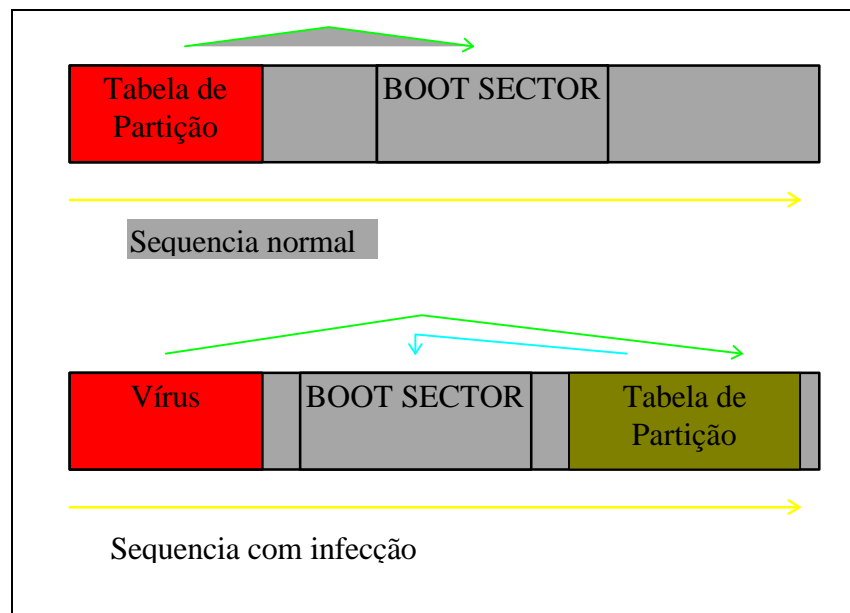 Tabela de
Partição
BOOT SECTOR
Sequencia normal
Vírus
BOOT SECTOR
Tabela de
Partição
Sequencia com infecção